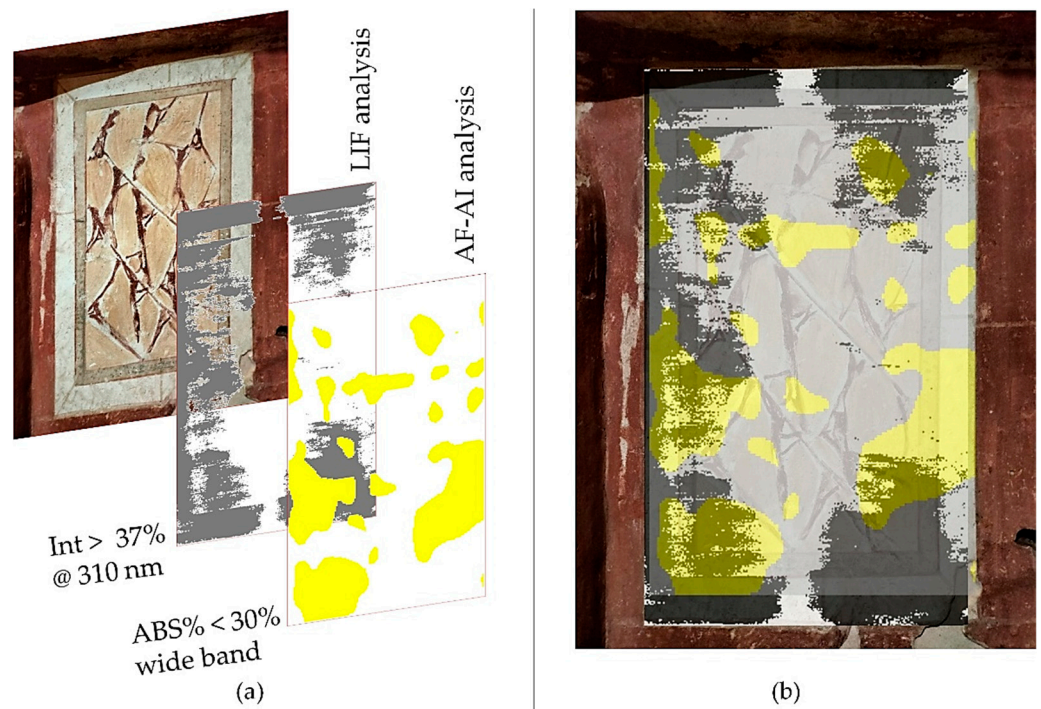 LIF analysis
AF-AI analysis
Int > 37%
@ 310 nm
ABS% < 30%
wide band
(a)
(b)